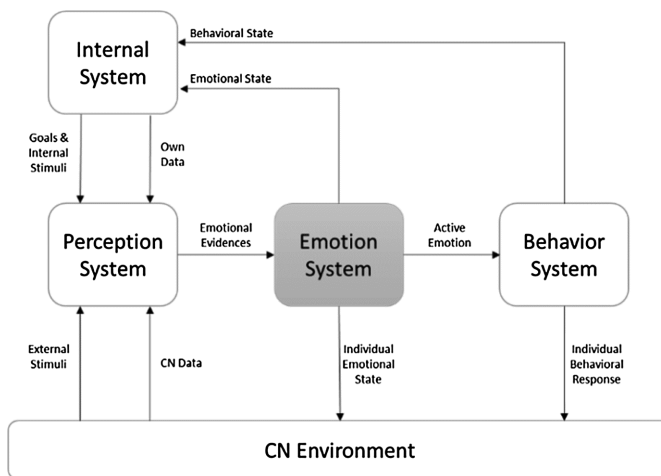 Behavioral State
Internal
System
Emotional State
Goals &
Internal
Stimuli
Own
Data
Perception
System
Emotional
Evidences
Emotion
System
Active
Emotion
Behavior
System
External
Stimuli
CN Data
Individual
Emotional
State
Individual
Behavioral
Response
CN Environment